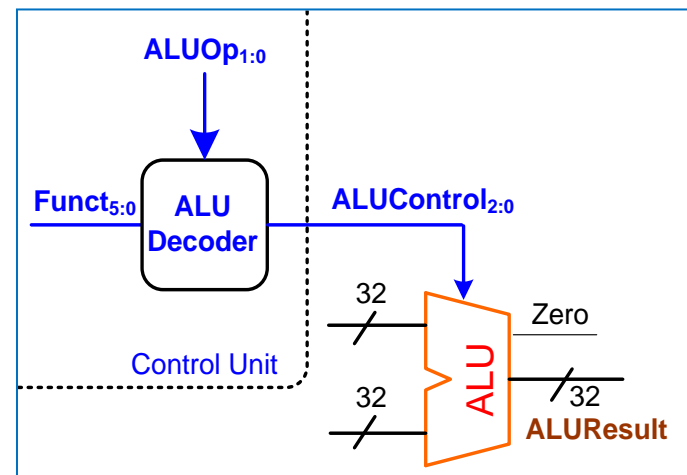 ALUOp1:0
Funct5:0
ALU
Decoder
ALUControl2:0
32
Zero
Control Unit
ALU
32
32
ALUResult